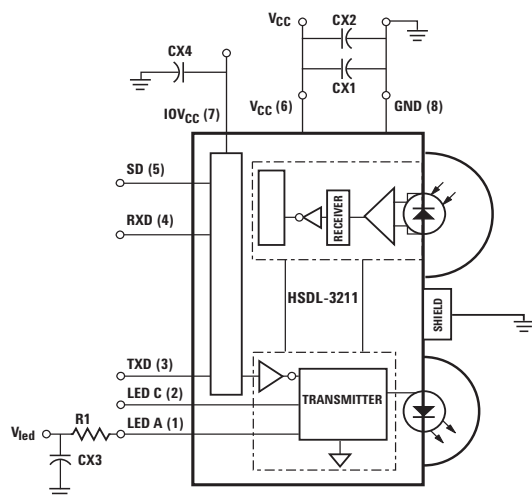 VCC
CX2
CX4
CX1
IOVCC (7)
VCC (6)
GND (8)
SD (5)
RXD (4)
RECEIVER
HSDL-3211
SHIELD
TXD (3)
LED C (2)
TRANSMITTER
Vled
R1
LED A (1)
CX3